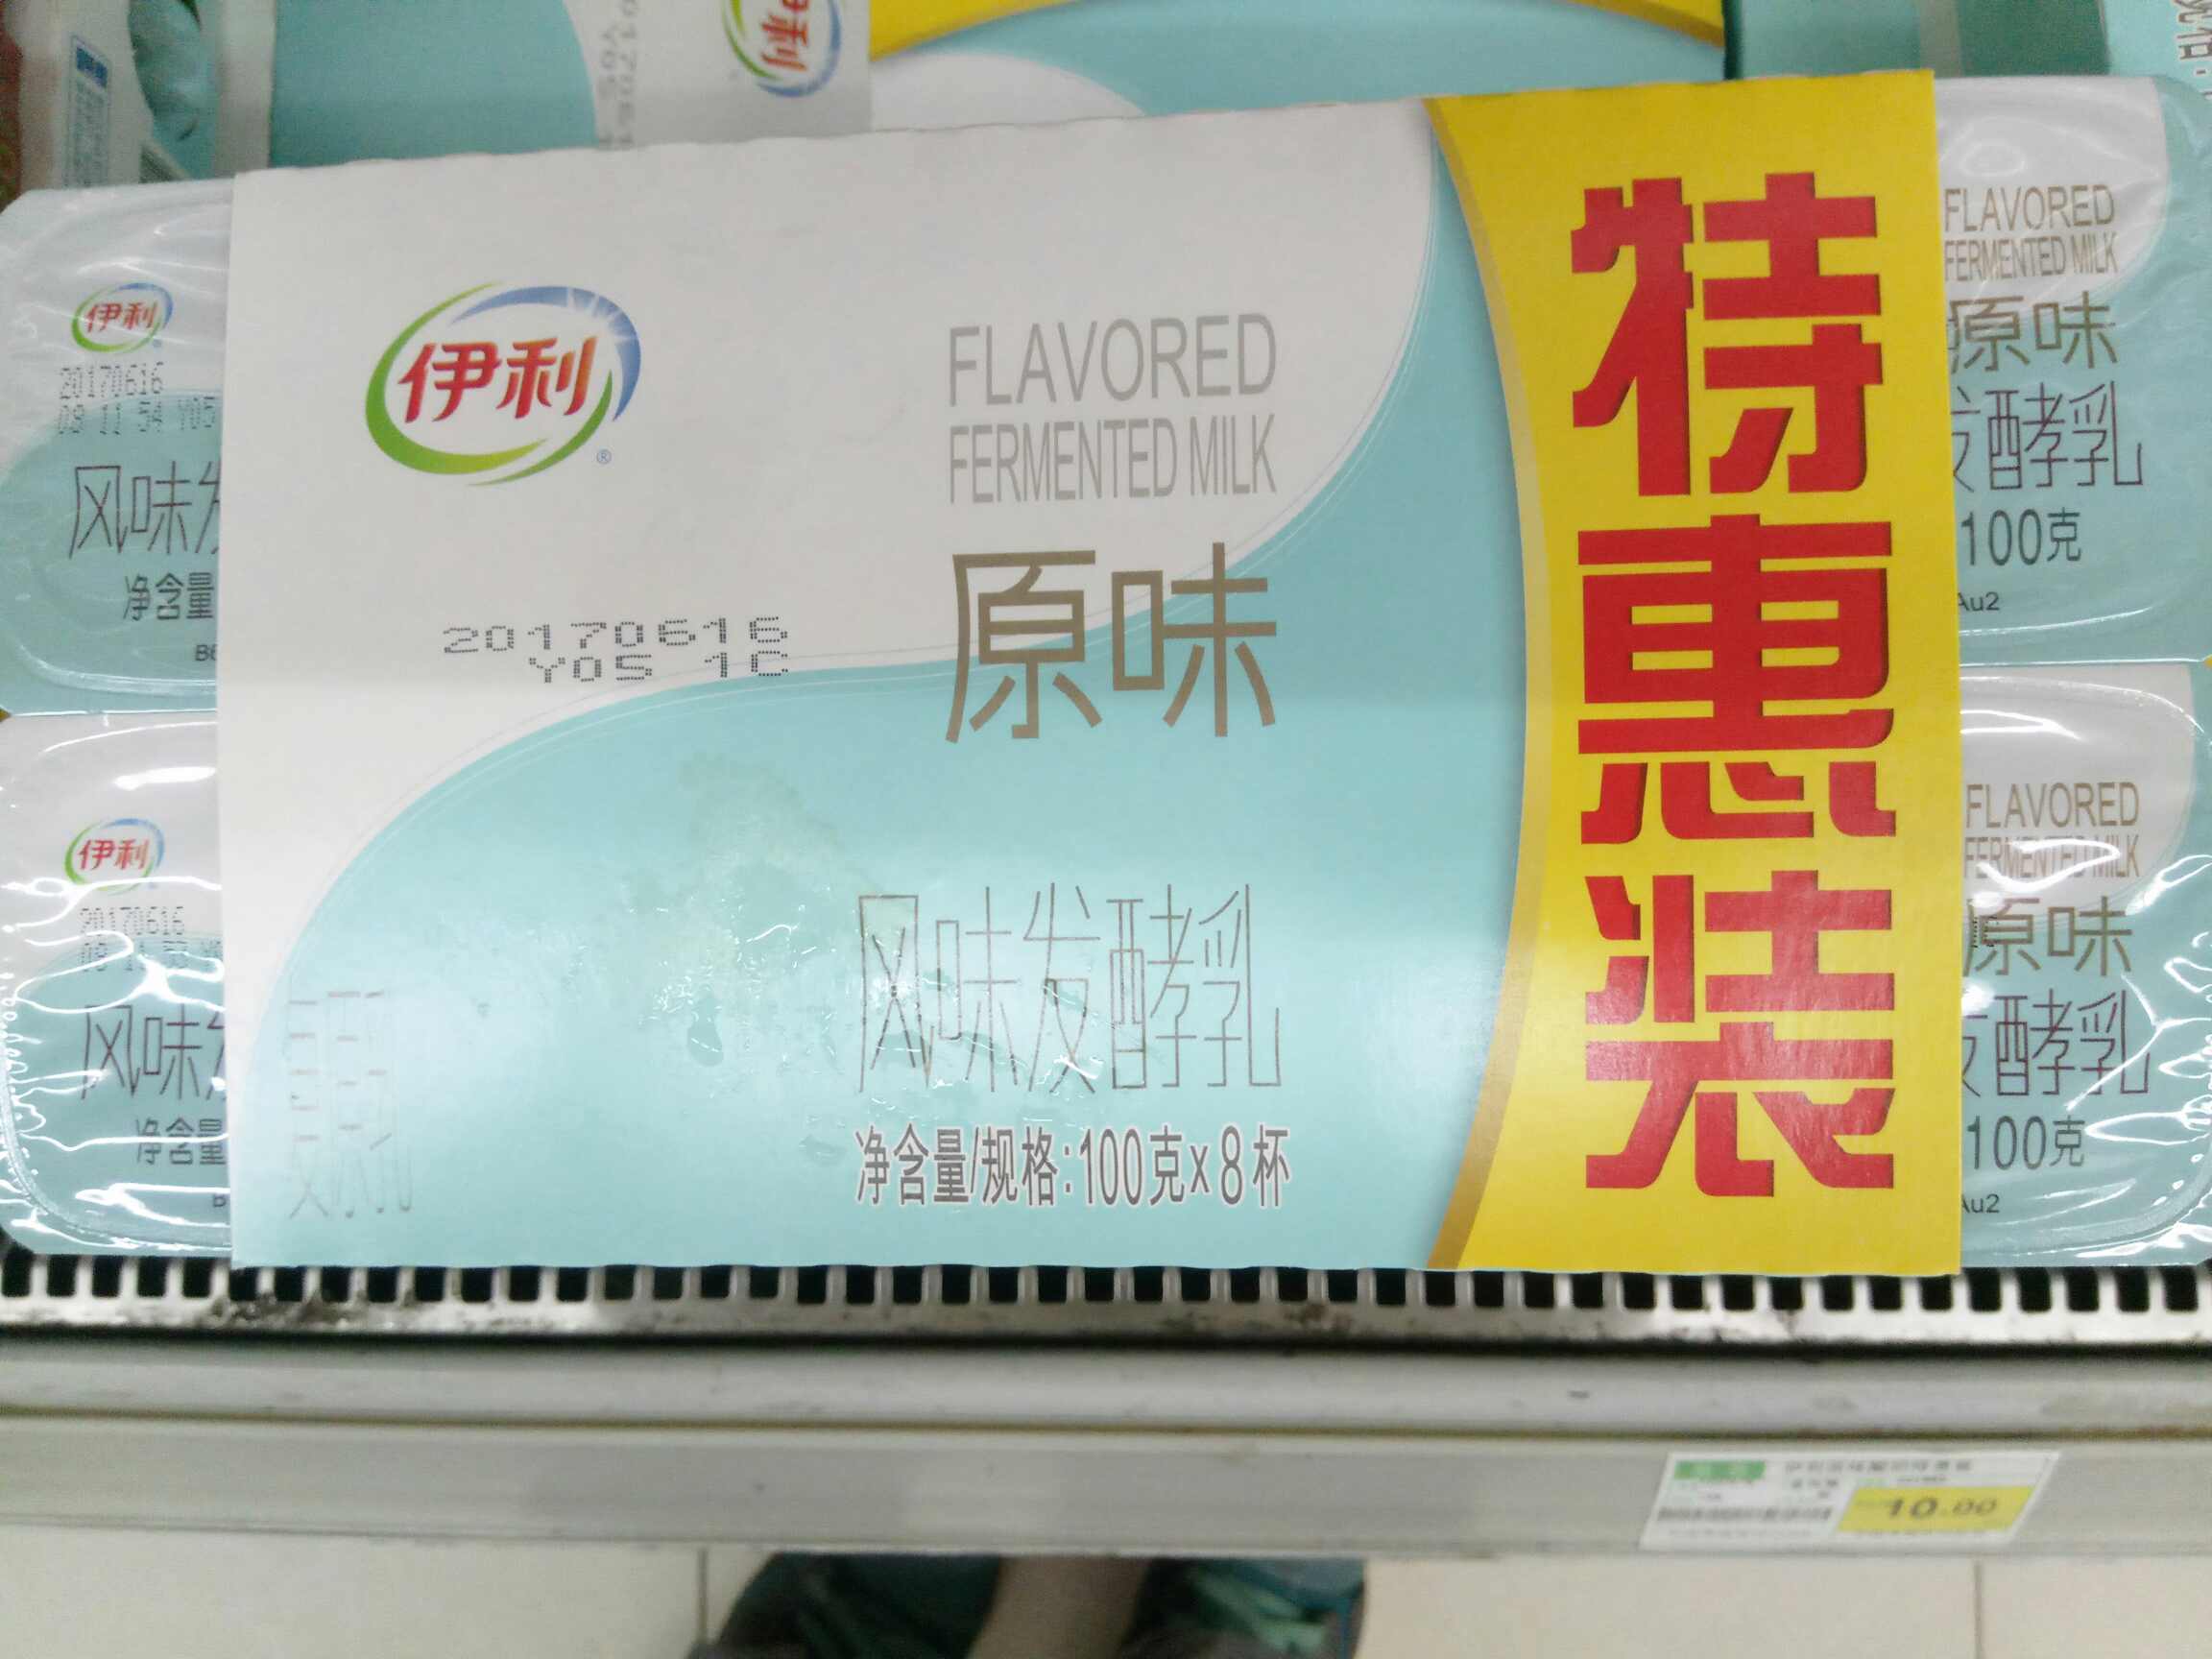 伊利
伊利
FLAVORED
FERMENTED MILK
原味
20170616
Y05 1C
风味发酵乳
净含量/规格:100克x8杯
特惠装
伊利
20170616
09 11 54 Y05
风味发
净含量
伊利
20170616
风味
净含量
FLAVORED
FERMENTED MILK
原味
酵乳
100克
Au2
FLAVORED
FERMENTED MILK
原味
酵乳
100克
Au2
10.00